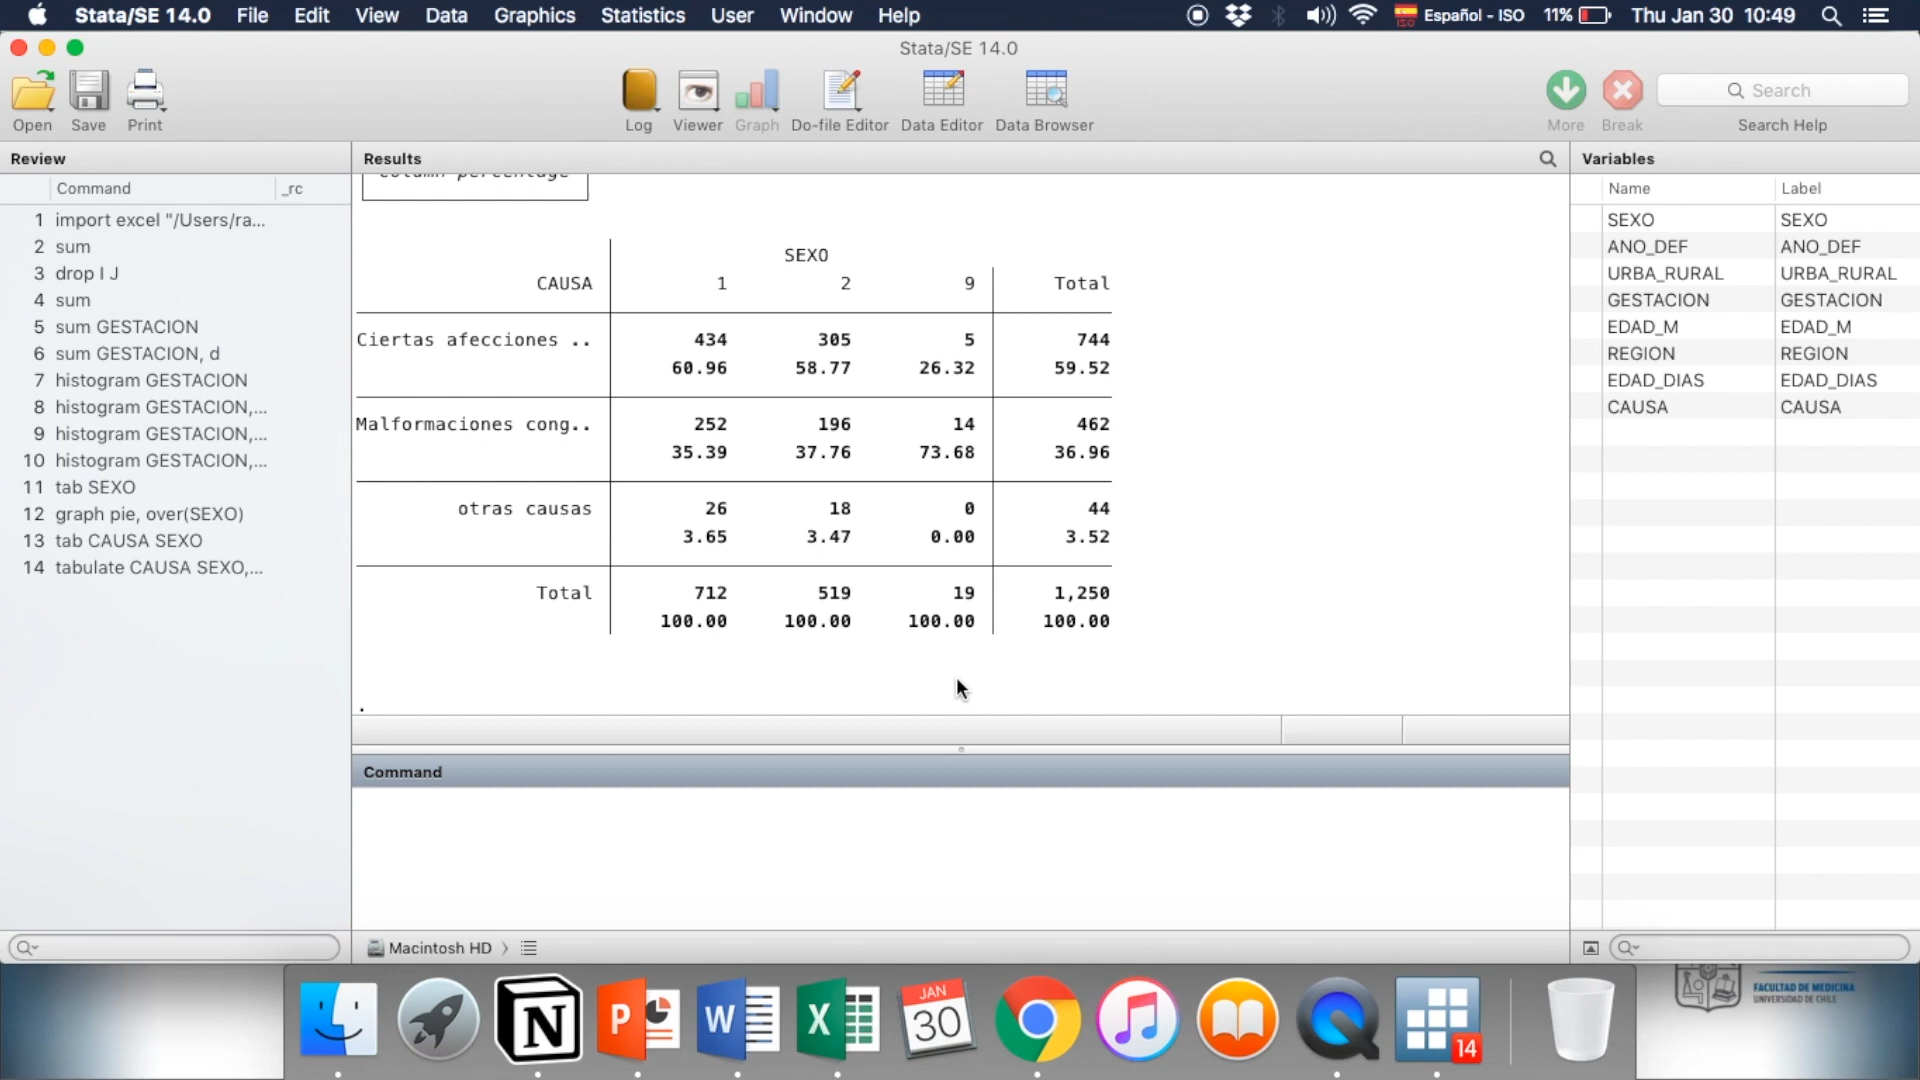 Stata/SE 14.0 File Edit View Data Graphics Statistics User Window Help ISO Español - ISO 11% Thu Jan 30 10:49
Stata/SE 14.0
Open Save Print Log Viewer Graph Do-file Editor Data Editor Data Browser More Break Search Search Help
Review
Command _rc
1 import excel "/Users/ra...
2 sum
3 drop I J
4 sum
5 sum GESTACION
6 sum GESTACION, d
7 histogram GESTACION
8 histogram GESTACION,...
9 histogram GESTACION,...
10 histogram GESTACION,...
11 tab SEXO
12 graph pie, over(SEXO)
13 tab CAUSA SEXO
14 tabulate CAUSA SEXO,...
Results
column percentage
SEXO
CAUSA 1 2 9 Total
Ciertas afecciones .. 434 305 5 744
60.96 58.77 26.32 59.52
Malformaciones cong.. 252 196 14 462
35.39 37.76 73.68 36.96
otras causas 26 18 0 44
3.65 3.47 0.00 3.52
Total 712 519 19 1,250
100.00 100.00 100.00 100.00
.
Command
Macintosh HD
Variables
Name Label
SEXO SEXO
ANO_DEF ANO_DEF
URBA_RURAL URBA_RURAL
GESTACION GESTACION
EDAD_M EDAD_M
REGION REGION
EDAD_DIAS EDAD_DIAS
CAUSA CAUSA
N P W X JAN 30 14
FACULTAD DE MEDICINA
UNIVERSIDAD DE CHILE